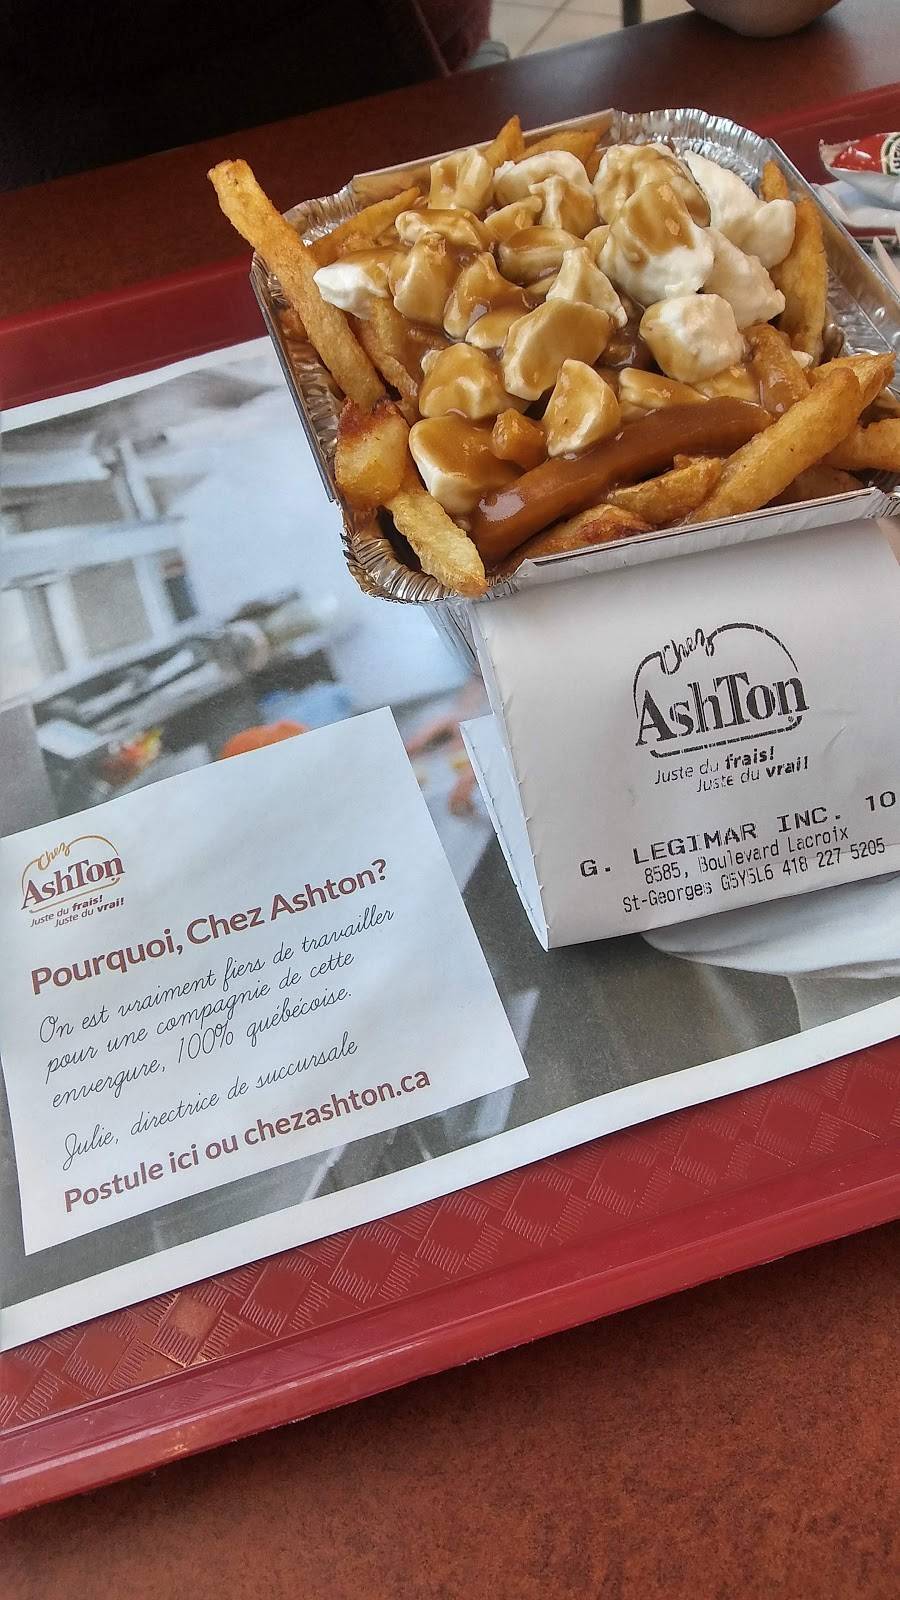 Chez
AshTon
Juste du frais!
Juste du vrai!
G. LEGIMAR INC. 10
8585, Boulevard Lacroix
St-Georges G5Y5L6 418 227 5205
Chez
AshTon
Juste du frais!
Juste du vrai!
Pourquoi, Chez Ashton?
On est vraiment fiers de travailler
pour une compagnie de cette
envergure, 100% québécoise.
Julie, directrice de succursale
Postule ici ou chezashton.ca